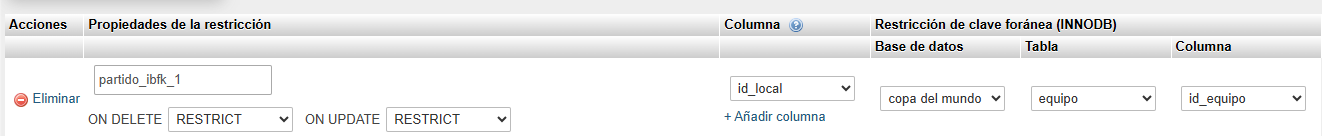 Acciones Propiedades de la restricción Columna Restricción de clave foránea (INNODB)
Base de datos Tabla Columna
Eliminar partido_ibfk_1 id_local copa del mundo equipo id_equipo
ON DELETE RESTRICT ON UPDATE RESTRICT + Añadir columna